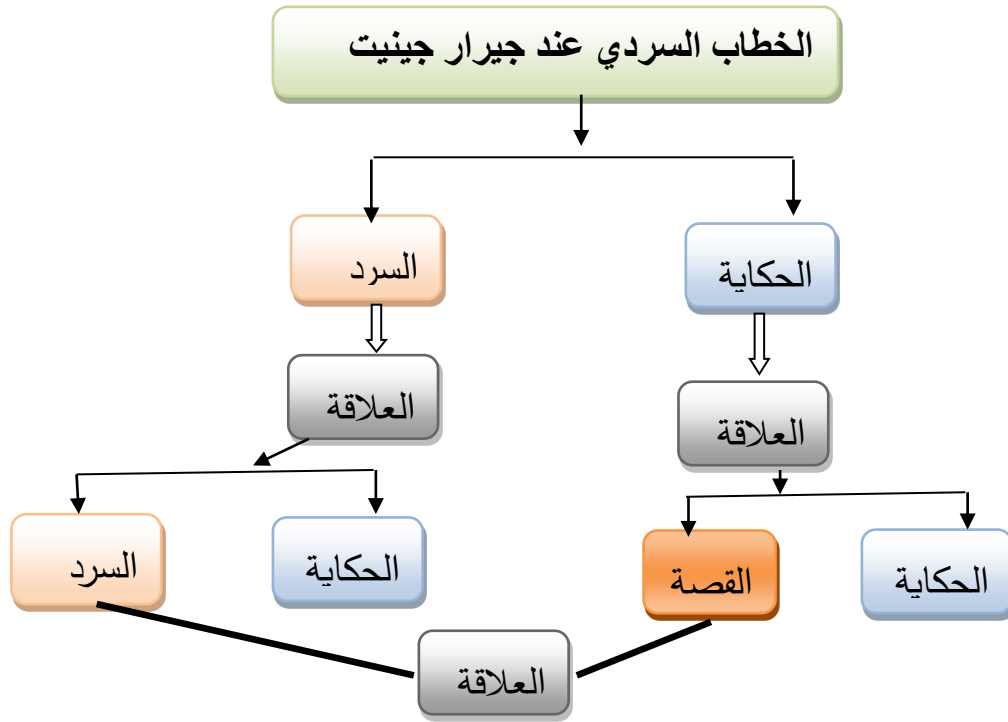 الخطاب السردي عند جيرار جينيت
الحكاية
السرد
العلاقة
العلاقة
الحكاية
القصة
الحكاية
السرد
العلاقة